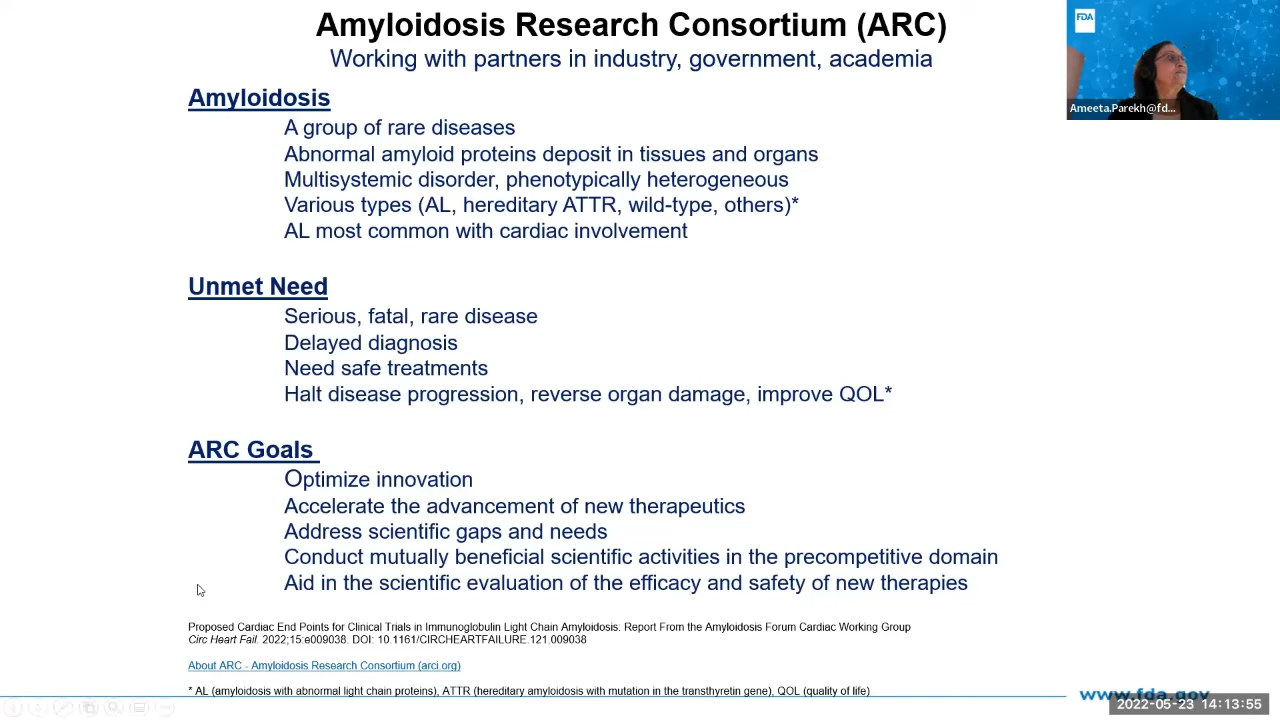 Amyloidosis Research Consortium (ARC)
Working with partners in industry, government, academia
FDA
Ameeta.Parekh@fd...
Amyloidosis
A group of rare diseases
Abnormal amyloid proteins deposit in tissues and organs
Multisystemic disorder, phenotypically heterogeneous
Various types (AL, hereditary ATTR, wild-type, others)*
AL most common with cardiac involvement
Unmet Need
Serious, fatal, rare disease
Delayed diagnosis
Need safe treatments
Halt disease progression, reverse organ damage, improve QOL*
ARC Goals
Optimize innovation
Accelerate the advancement of new therapeutics
Address scientific gaps and needs
Conduct mutually beneficial scientific activities in the precompetitive domain
Aid in the scientific evaluation of the efficacy and safety of new therapies
Proposed Cardiac End Points for Clinical Trials in Immunoglobulin Light Chain Amyloidosis: Report From the Amyloidosis Forum Cardiac Working Group
Circ Heart Fail. 2022;15:e009038. DOI: 10.1161/CIRCHEARTFAILURE.121.009038
About ARC - Amyloidosis Research Consortium (arci.org)
* AL (amyloidosis with abnormal light chain proteins), ATTR (hereditary amyloidosis with mutation in the transthyretin gene), QOL (quality of life)
www.fda.gov
2022-05-23 14:13:55